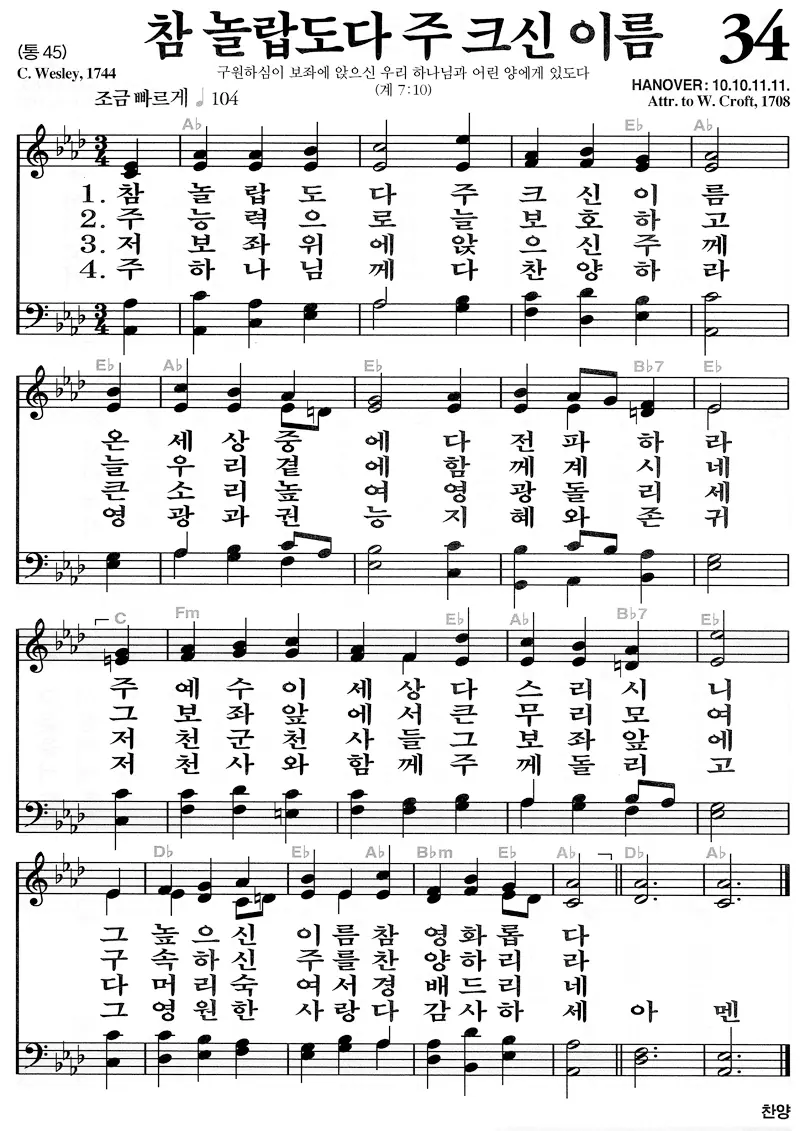 (통 45)
참 놀랍도다 주 크신 이름
34
C. Wesley, 1744
구원하심이 보좌에 앉으신 우리 하나님과 어린 양에게 있도다
(계 7:10)
HANOVER : 10.10.11.11.
Attr. to W. Croft, 1708
조금 빠르게 ♩ 104
A♭ E♭ A♭
3/4
1. 참 놀 랍 도 다 주 크 신 이 름
2. 주 능 력 으 로 늘 보 호 하 고
3. 저 보 좌 위 에 앉 으 신 주 께
4. 주 하 나 님 께 다 찬 양 하 라
3/4
E♭ A♭ E♭ B♭7 E♭
온 세 상 중 에 다 전 파 하 라
늘 우 리 곁 에 함 께 계 시 네
큰 소 리 높 여 영 광 돌 리 세
영 광 과 권 능 지 혜 와 존 귀
C Fm E♭ A♭ B♭7 E♭
주 예 수 이 세 상 다 스 리 시 니
그 보 좌 앞 에 서 큰 무 리 모 여
저 천 군 천 사 들 그 보 좌 앞 에
저 천 사 와 함 께 주 께 돌 리 고
D♭ E♭ A♭ B♭m E♭ A♭ D♭ A♭
그 높 으 신 이 름 참 영 화 롭 다
구 속 하 신 주 를 찬 양 하 리 라
다 머 리 숙 여 서 경 배 드 리 네
그 영 원 한 사 랑 다 감 사 하 세 아 멘
찬양